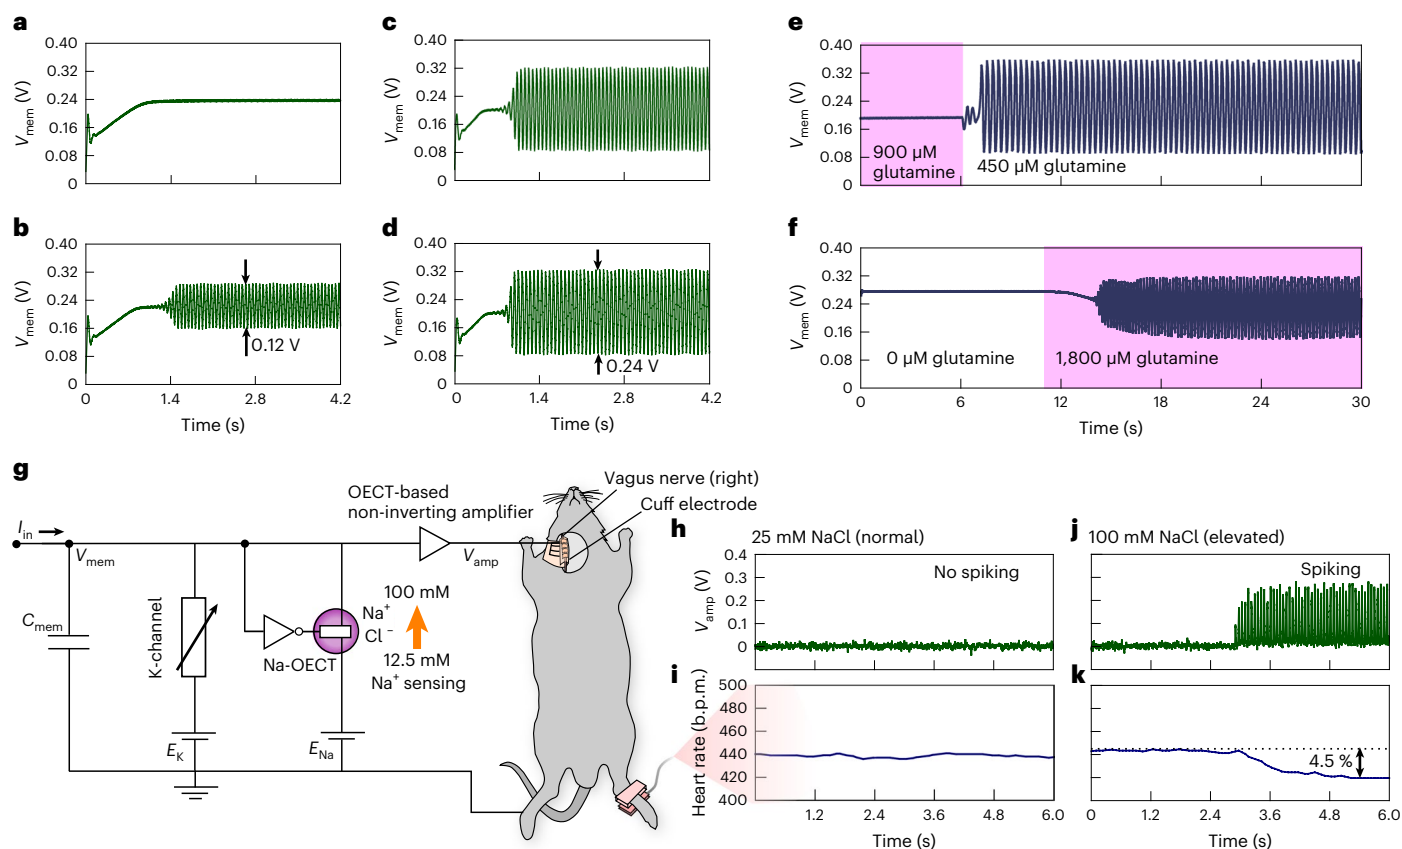 a
0.40
0.32
0.24
0.16
0.08
0
1.4
2.8
4.2
Vmem (V)
b
0.40
0.32
0.24
0.16
0.08
0
0.12 V
0
1.4
2.8
4.2
Vmem (V)
Time (s)
c
0.40
0.32
0.24
0.16
0.08
0
Vmem (V)
d
0.40
0.32
0.24
0.16
0.08
0
0.24 V
0
1.4
2.8
4.2
Vmem (V)
Time (s)
e
0.40
0.32
0.24
0.16
0.08
0
Vmem (V)
900 µM
glutamine
450 µM glutamine
f
0.40
0.32
0.24
0.16
0.08
0
Vmem (V)
0 µM glutamine
1,800 µM glutamine
0
6
12
18
24
30
Time (s)
g
Iin
Vmem
Cmem
K-channel
EK
Na-OECT
ENa
Na+
Cl−
100 mM
12.5 mM
Na+ sensing
OECT-based
non-inverting amplifier
Vamp
Vagus nerve (right)
Cuff electrode
h
25 mM NaCl (normal)
No spiking
0.4
0.3
0.2
0.1
0
Vamp (V)
i
500
480
460
440
420
400
Heart rate (b.p.m.)
1.2
2.4
3.6
4.8
6.0
Time (s)
j
100 mM NaCl (elevated)
Spiking
k
4.5 %
0
1.2
2.4
3.6
4.8
6.0
Time (s)